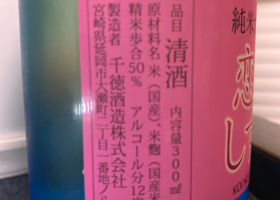 純米
恋
し
品目 清酒 内容量300ml
原材料名 米(国産)、米麹(国産米
精米歩合50% アルコール分12度
製造者 千徳酒造株式会社
宮崎県延岡市大瀬町二丁目一番地ノ